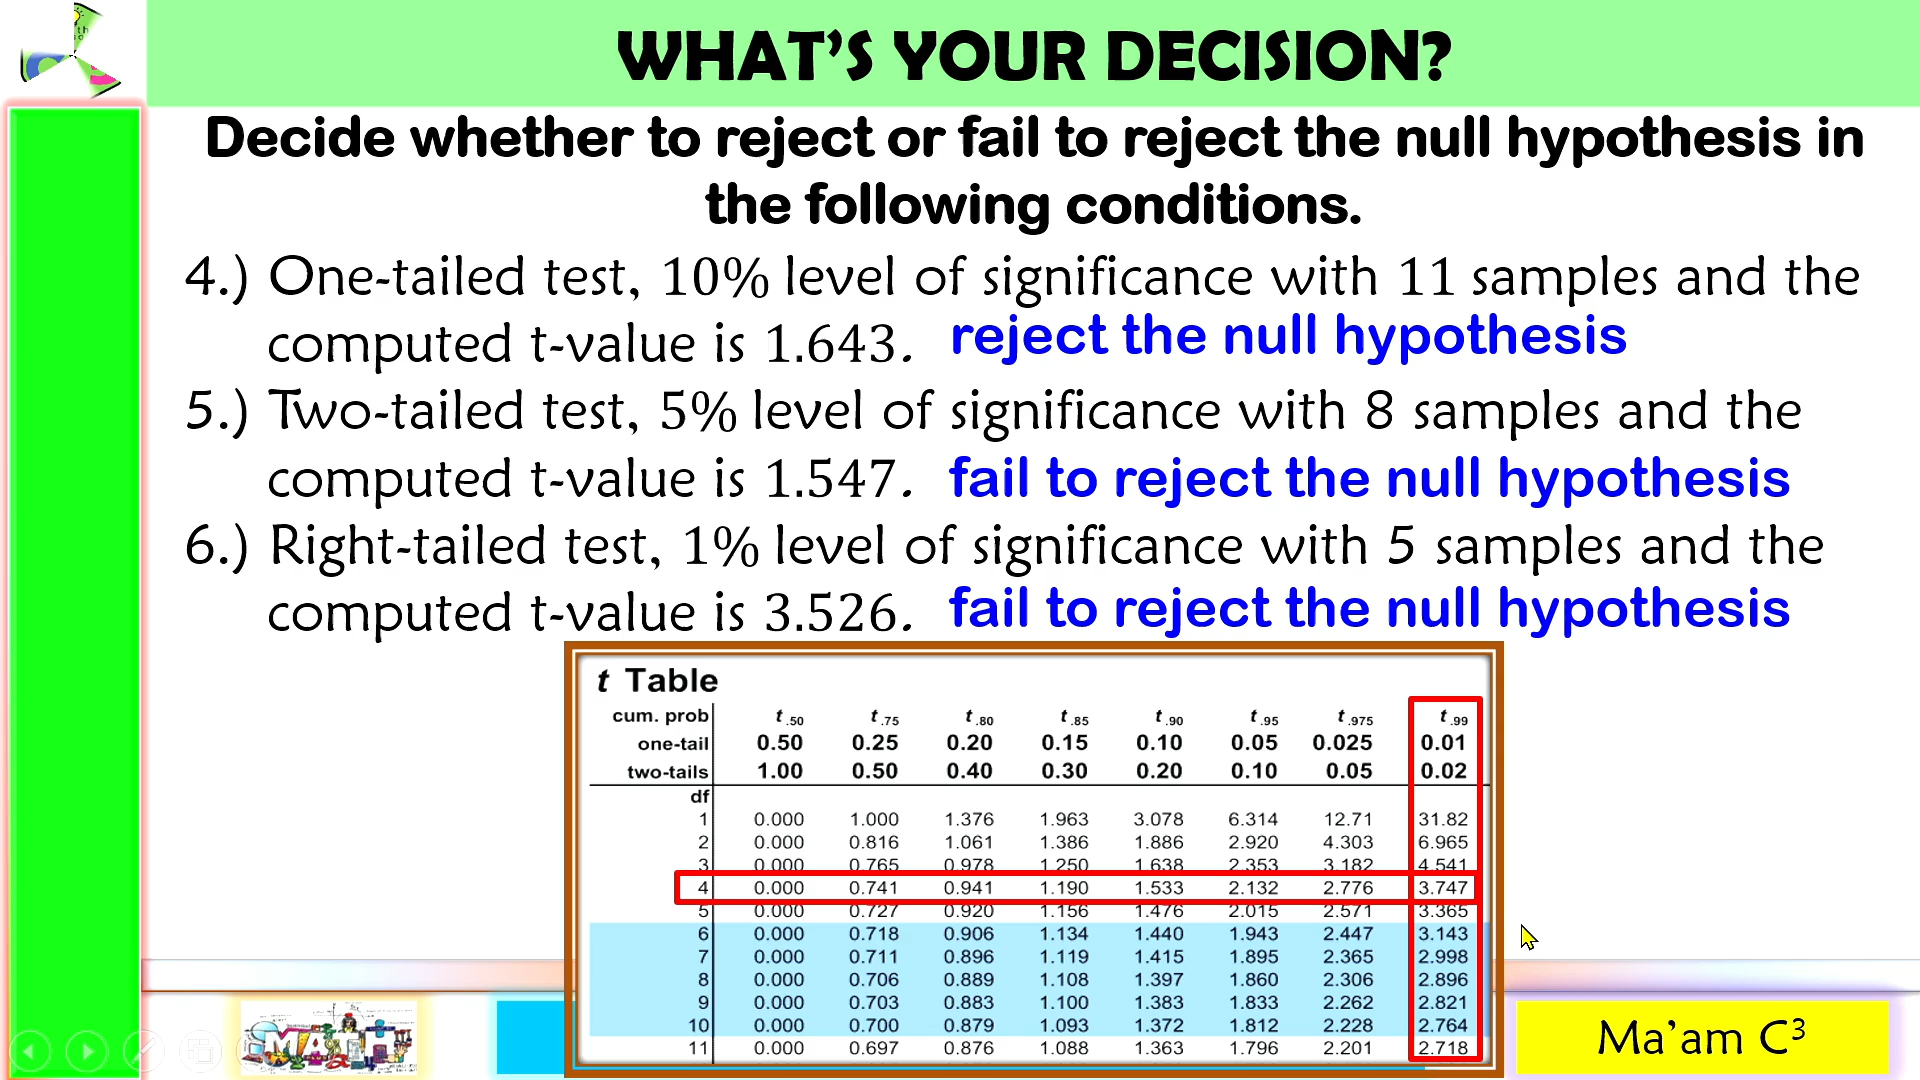 WHAT'S YOUR DECISION?
Decide whether to reject or fail to reject the null hypothesis in
the following conditions.
4.) One-tailed test, 10% level of significance with 11 samples and the
computed t-value is 1.643. reject the null hypothesis
5.) Two-tailed test, 5% level of significance with 8 samples and the
computed t-value is 1.547. fail to reject the null hypothesis
6.) Right-tailed test, 1% level of significance with 5 samples and the
computed t-value is 3.526. fail to reject the null hypothesis
t Table
cum. prob t.50 t.75 t.80 t.85 t.90 t.95 t.975 t.99
one-tail 0.50 0.25 0.20 0.15 0.10 0.05 0.025 0.01
two-tails 1.00 0.50 0.40 0.30 0.20 0.10 0.05 0.02
df
1 0.000 1.000 1.376 1.963 3.078 6.314 12.71 31.82
2 0.000 0.816 1.061 1.386 1.886 2.920 4.303 6.965
3 0.000 0.765 0.978 1.250 1.638 2.353 3.182 4.541
4 0.000 0.741 0.941 1.190 1.533 2.132 2.776 3.747
5 0.000 0.727 0.920 1.156 1.476 2.015 2.571 3.365
6 0.000 0.718 0.906 1.134 1.440 1.943 2.447 3.143
7 0.000 0.711 0.896 1.119 1.415 1.895 2.365 2.998
8 0.000 0.706 0.889 1.108 1.397 1.860 2.306 2.896
9 0.000 0.703 0.883 1.100 1.383 1.833 2.262 2.821
10 0.000 0.700 0.879 1.093 1.372 1.812 2.228 2.764
11 0.000 0.697 0.876 1.088 1.363 1.796 2.201 2.718
MATH
Ma'am C³